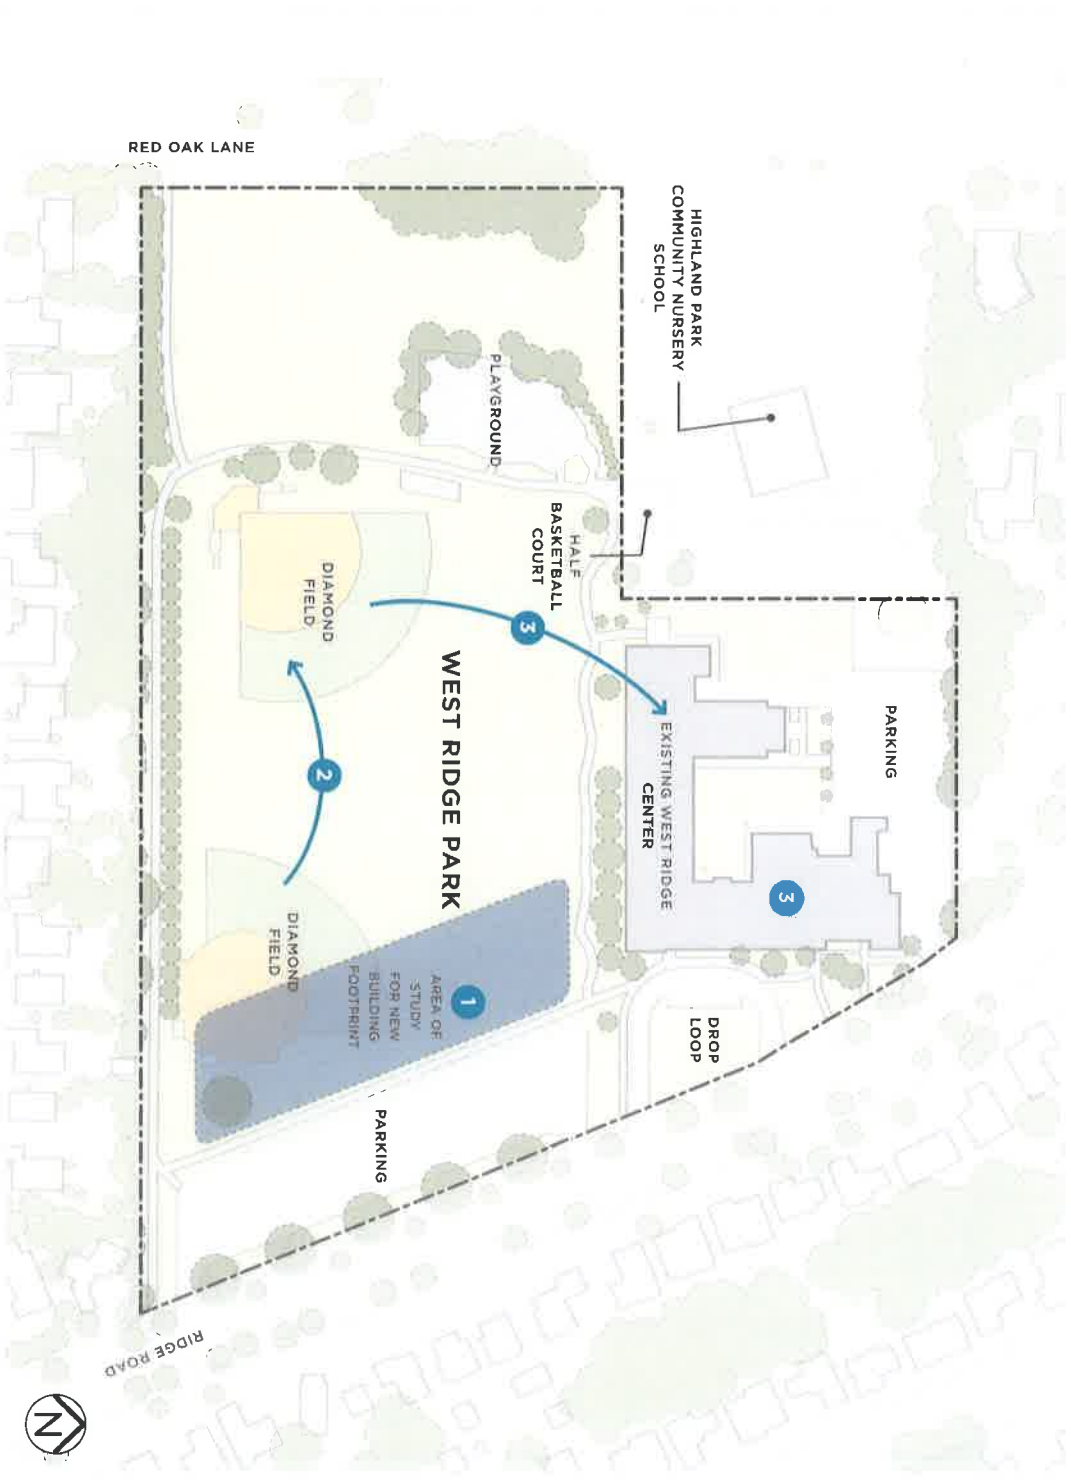 RED OAK LANE
HIGHLAND PARK
COMMUNITY NURSERY
SCHOOL
PLAYGROUND
HALF
BASKETBALL
COURT
DIAMOND
FIELD
3
WEST RIDGE PARK
2
EXISTING WEST RIDGE
CENTER
PARKING
3
DIAMOND
FIELD
1
AREA OF
STUDY
FOR NEW
BUILDING
FOOTPRINT
DROP
LOOP
PARKING
RIDGE ROAD
N